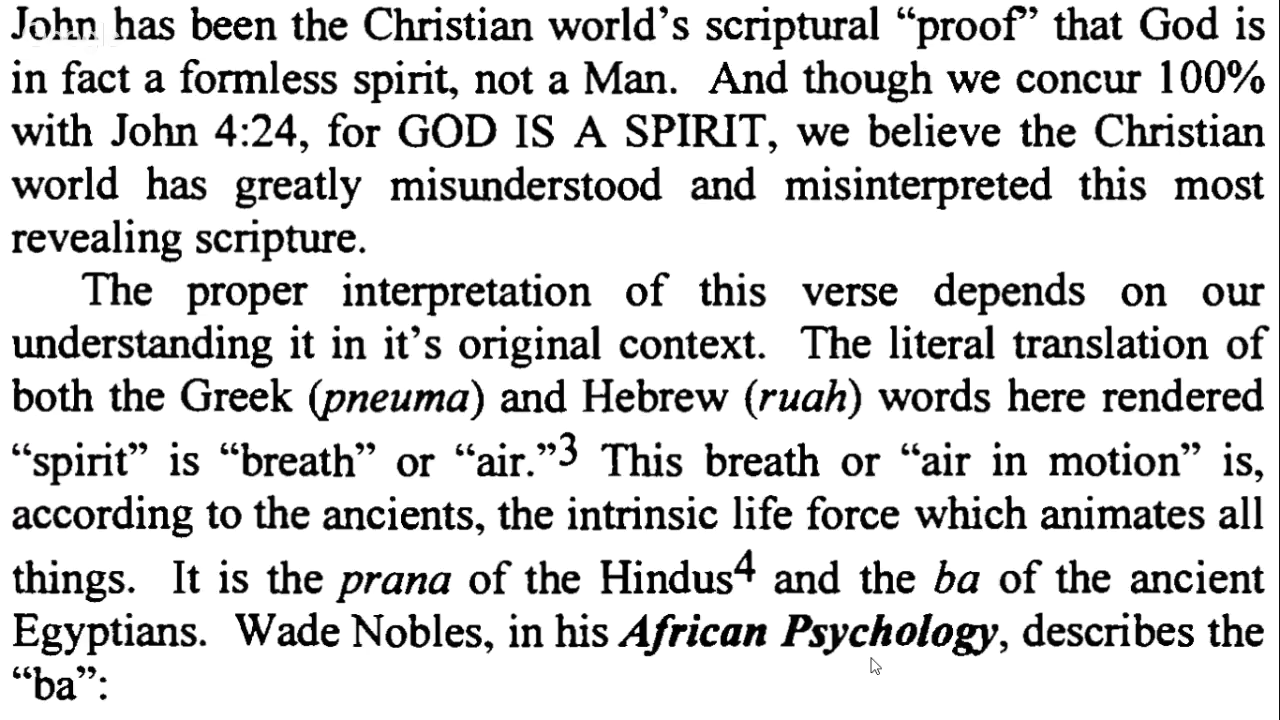 John has been the Christian world's scriptural “proof” that God is
in fact a formless spirit, not a Man. And though we concur 100%
with John 4:24, for GOD IS A SPIRIT, we believe the Christian
world has greatly misunderstood and misinterpreted this most
revealing scripture.
The proper interpretation of this verse depends on our
understanding it in it's original context. The literal translation of
both the Greek (pneuma) and Hebrew (ruah) words here rendered
“spirit” is “breath” or “air.”3 This breath or “air in motion” is,
according to the ancients, the intrinsic life force which animates all
things. It is the prana of the Hindus4 and the ba of the ancient
Egyptians. Wade Nobles, in his African Psychology, describes the
“ba”: